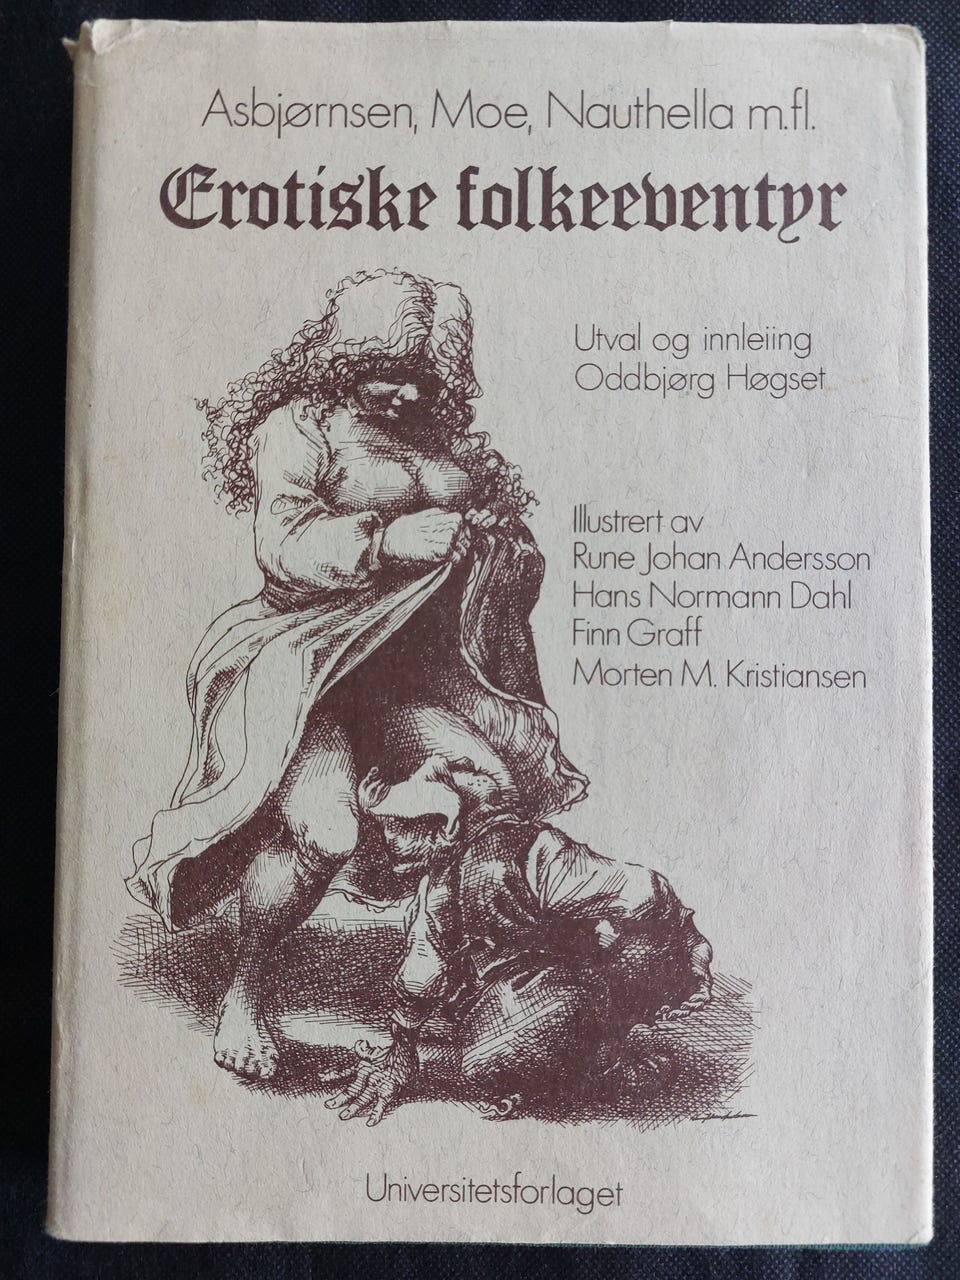 Asbjørnsen, Moe, Nauthella m.fl.
Erotiske folkeeventyr
Utval og innleiing
Oddbjørg Høgset
Illustrert av
Rune Johan Andersson
Hans Normann Dahl
Finn Graff
Morten M. Kristiansen
Universitetsforlaget